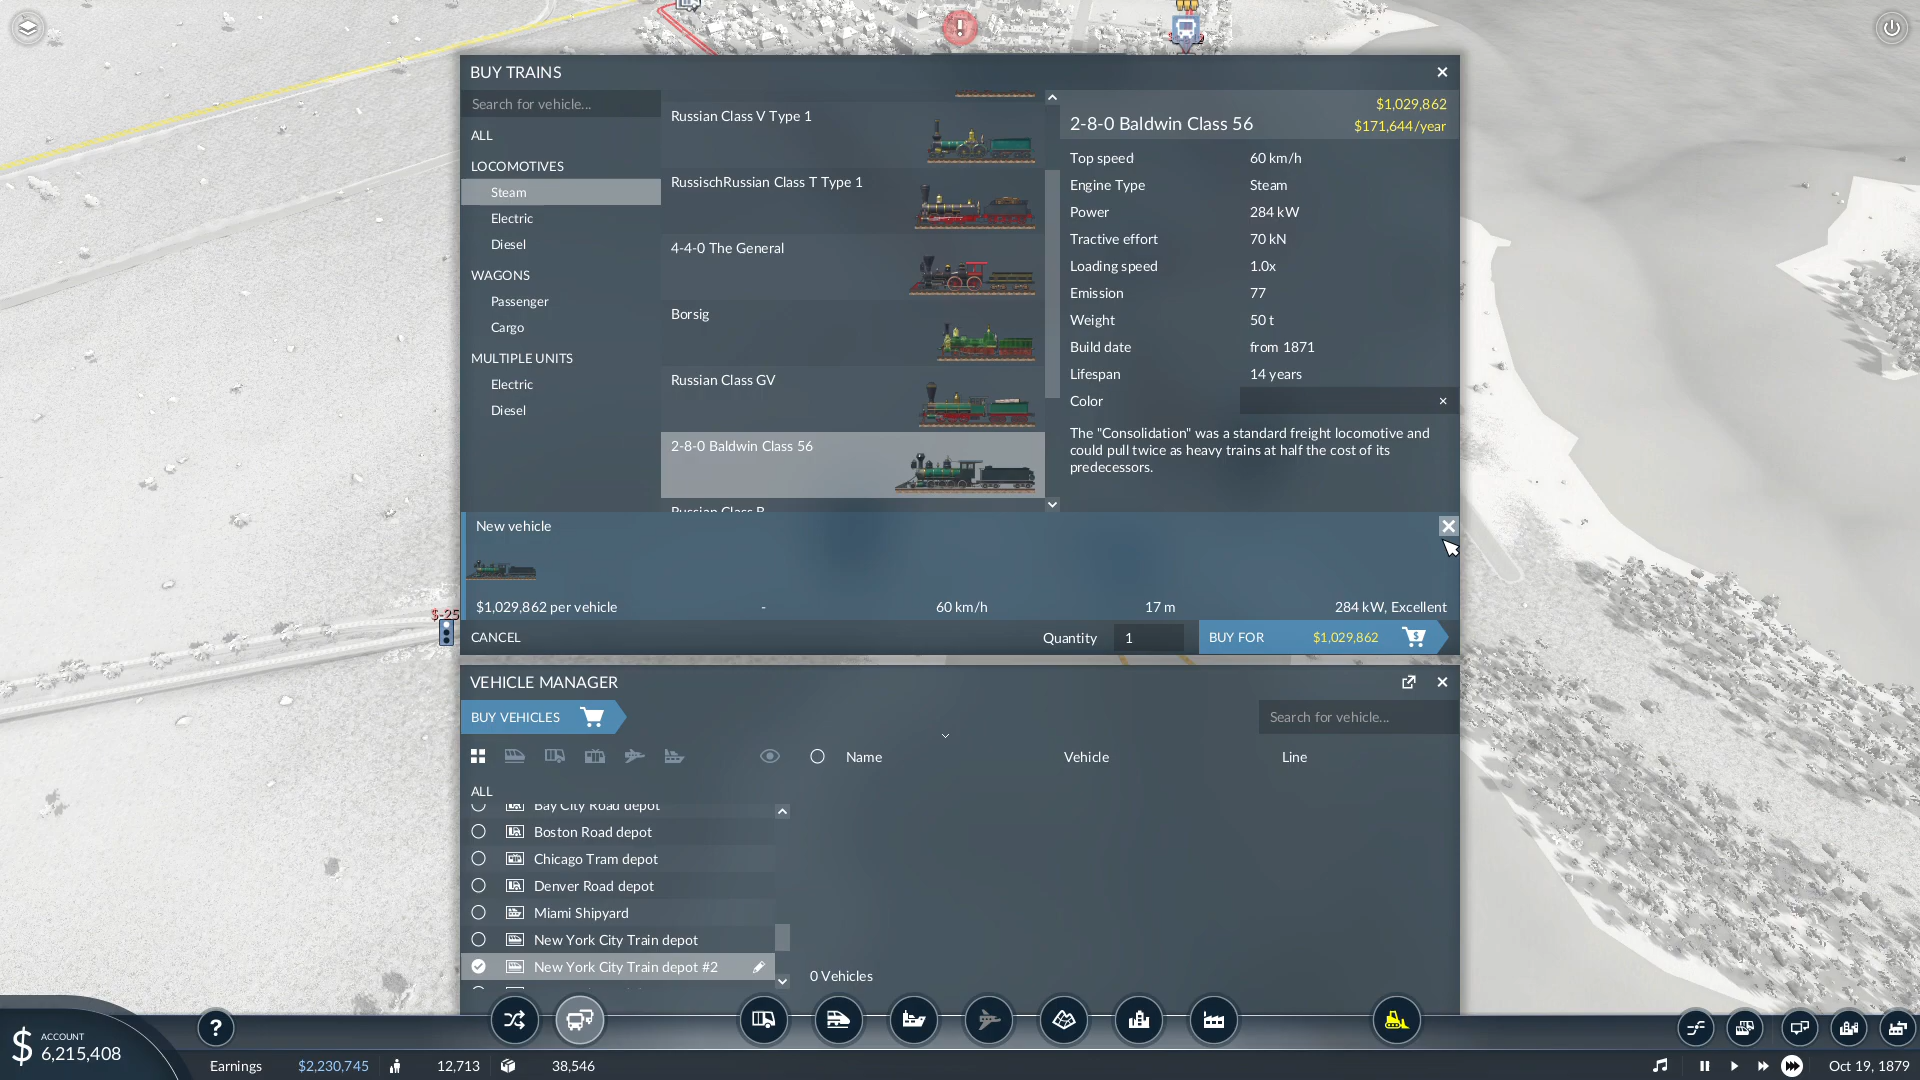 BUY TRAINS
Search for vehicle...
ALL
LOCOMOTIVES
Steam
Electric
Diesel
WAGONS
Passenger
Cargo
MULTIPLE UNITS
Electric
Diesel
Russian Class V Type 1
RussischRussian Class T Type 1
4-4-0 The General
Borsig
Russian Class GV
2-8-0 Baldwin Class 56
Russian Class B
$1,029,862
2-8-0 Baldwin Class 56
$171,644/year
Top speed 60 km/h
Engine Type Steam
Power 284 kW
Tractive effort 70 kN
Loading speed 1.0x
Emission 77
Weight 50 t
Build date from 1871
Lifespan 14 years
Color
The "Consolidation" was a standard freight locomotive and
could pull twice as heavy trains at half the cost of its
predecessors.
New vehicle
$1,029,862 per vehicle - 60 km/h 17 m 284 kW, Excellent
CANCEL Quantity 1 BUY FOR $1,029,862
$-25
VEHICLE MANAGER
BUY VEHICLES
Search for vehicle...
Name Vehicle Line
ALL
Bay City Road depot
Boston Road depot
Chicago Tram depot
Denver Road depot
Miami Shipyard
New York City Train depot
New York City Train depot #2
0 Vehicles
$ ACCOUNT
6,215,408
?
Earnings $2,230,745 12,713 38,546
Oct 19, 1879